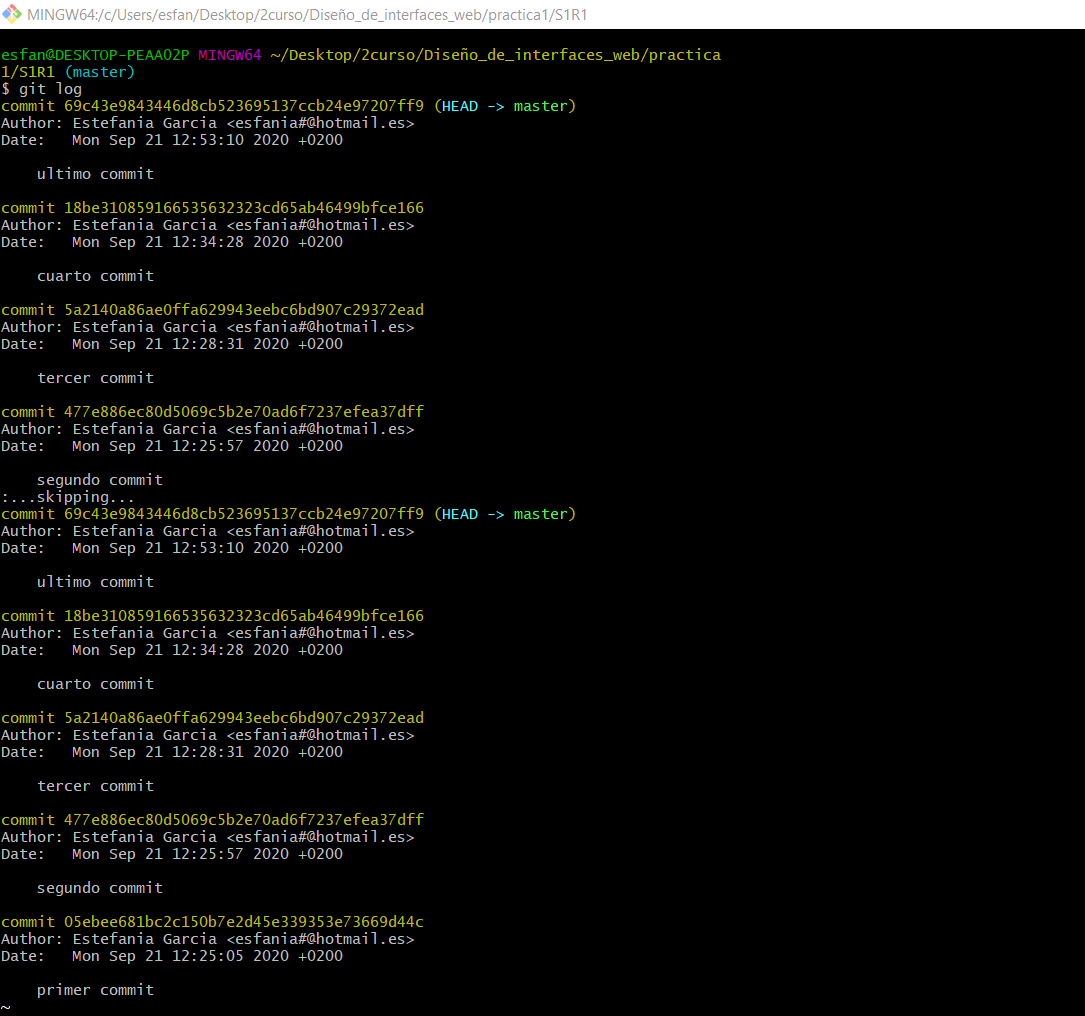 MINGW64:/c/Users/esfan/Desktop/2curso/Diseño_de_interfaces_web/practica1/S1R1
esfan@DESKTOP-PEAAO2P MINGW64 ~/Desktop/2curso/Diseño_de_interfaces_web/practica
1/S1R1 (master)
$ git log
commit 69c43e9843446d8cb523695137ccb24e97207ff9 (HEAD -> master)
Author: Estefania Garcia <esfania#@hotmail.es>
Date:   Mon Sep 21 12:53:10 2020 +0200
    ultimo commit
commit 18be310859166535632323cd65ab46499bfce166
Author: Estefania Garcia <esfania#@hotmail.es>
Date:   Mon Sep 21 12:34:28 2020 +0200
    cuarto commit
commit 5a2140a86ae0ffa629943eebc6bd907c29372ead
Author: Estefania Garcia <esfania#@hotmail.es>
Date:   Mon Sep 21 12:28:31 2020 +0200
    tercer commit
commit 477e886ec80d5069c5b2e70ad6f7237efea37dff
Author: Estefania Garcia <esfania#@hotmail.es>
Date:   Mon Sep 21 12:25:57 2020 +0200
    segundo commit
:...skipping...
commit 69c43e9843446d8cb523695137ccb24e97207ff9 (HEAD -> master)
Author: Estefania Garcia <esfania#@hotmail.es>
Date:   Mon Sep 21 12:53:10 2020 +0200
    ultimo commit
commit 18be310859166535632323cd65ab46499bfce166
Author: Estefania Garcia <esfania#@hotmail.es>
Date:   Mon Sep 21 12:34:28 2020 +0200
    cuarto commit
commit 5a2140a86ae0ffa629943eebc6bd907c29372ead
Author: Estefania Garcia <esfania#@hotmail.es>
Date:   Mon Sep 21 12:28:31 2020 +0200
    tercer commit
commit 477e886ec80d5069c5b2e70ad6f7237efea37dff
Author: Estefania Garcia <esfania#@hotmail.es>
Date:   Mon Sep 21 12:25:57 2020 +0200
    segundo commit
commit 05ebee681bc2c150b7e2d45e339353e73669d44c
Author: Estefania Garcia <esfania#@hotmail.es>
Date:   Mon Sep 21 12:25:05 2020 +0200
    primer commit
~